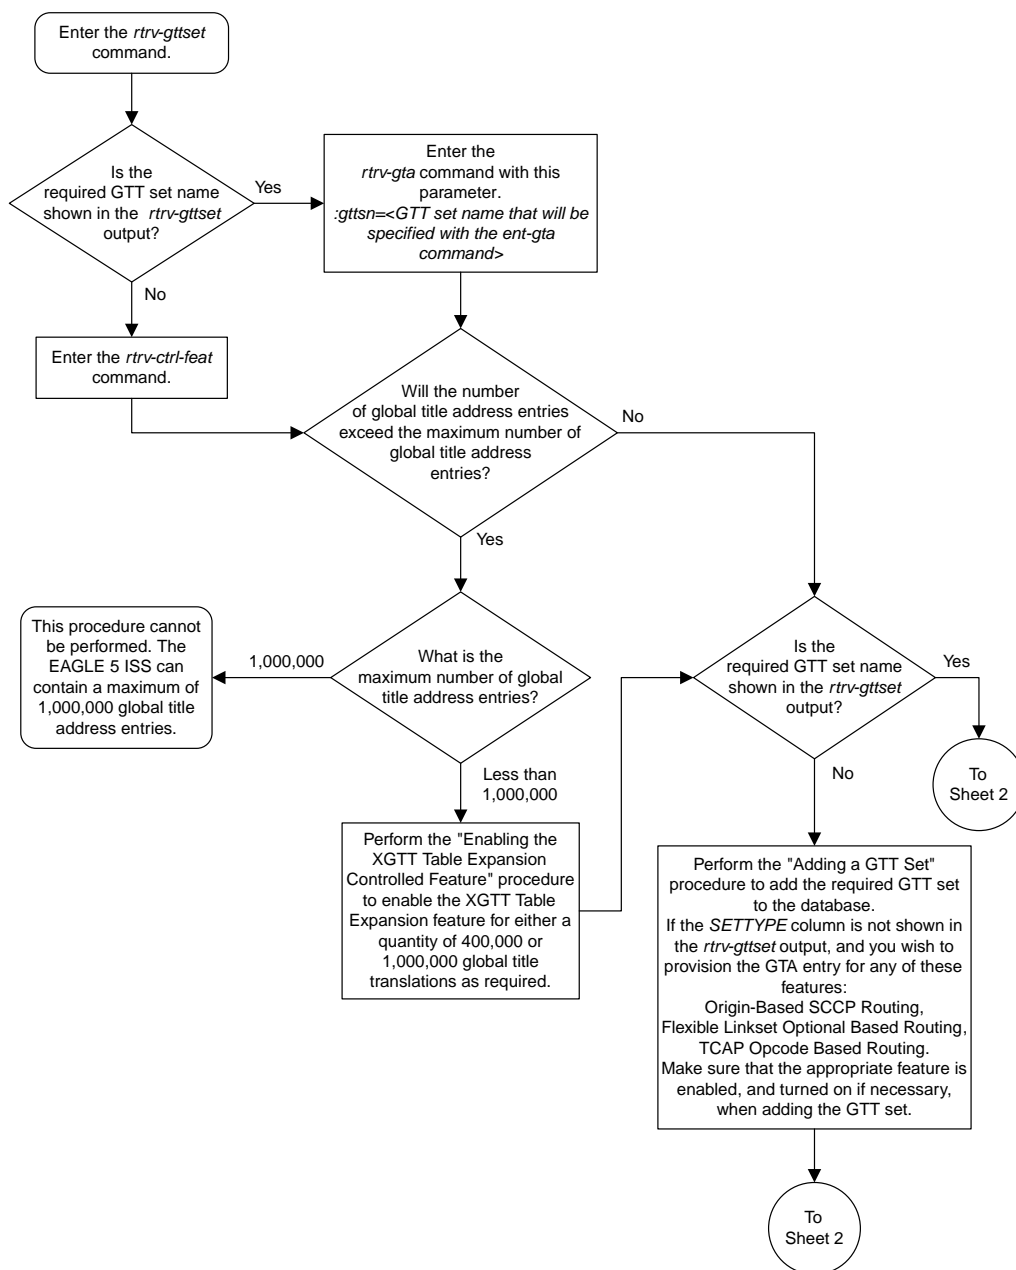 Enter the rtrv-gttset
command.
Is the
required GTT set name
shown in the rtrv-gttset
output?
Yes
No
Enter the
rtrv-gta command with this
parameter.
:gttsn=<GTT set name that will be
specified with the ent-gta
command>
Enter the rtrv-ctrl-feat
command.
Will the number
of global title address entries
exceed the maximum number of
global title address
entries?
No
Yes
This procedure cannot
be performed. The
EAGLE 5 ISS can
contain a maximum of
1,000,000 global title
address entries.
1,000,000
What is the
maximum number of global
title address entries?
Less than
1,000,000
Is the
required GTT set name
shown in the rtrv-gttset
output?
Yes
No
To
Sheet 2
Perform the "Enabling the
XGTT Table Expansion
Controlled Feature" procedure
to enable the XGTT Table
Expansion feature for either a
quantity of 400,000 or
1,000,000 global title
translations as required.
Perform the "Adding a GTT Set"
procedure to add the required GTT set
to the database.
If the SETTYPE column is not shown in
the rtrv-gttset output, and you wish to
provision the GTA entry for any of these
features:
Origin-Based SCCP Routing,
Flexible Linkset Optional Based Routing,
TCAP Opcode Based Routing.
Make sure that the appropriate feature is
enabled, and turned on if necessary,
when adding the GTT set.
To
Sheet 2